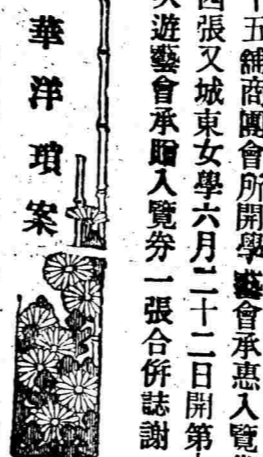 十五舖商團會所開學藝會承惠入覽
四張又城東女學六月二十二日開第
遊藝會承贈入覽券一張合併誌謝
華洋瑣案